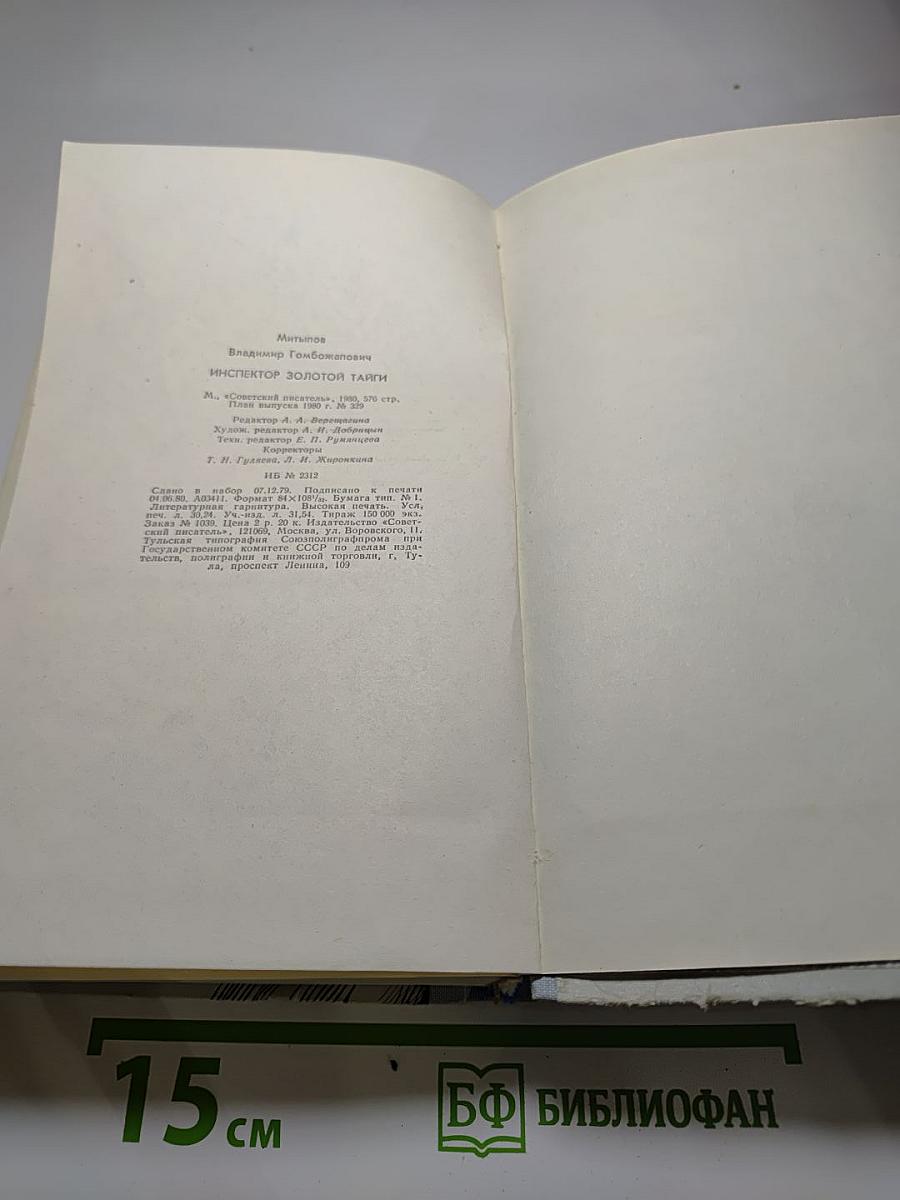 Митыпов
Владимир Гомбожапович
ИНСПЕКТОР ЗОЛОТОЙ ТАЙГИ
М., «Советский писатель», 1980, 576 стр.
План выпуска 1980 г. № 329
Редактор А. А. Верещагина
Худож. редактор А. И. Добрицын
Техн. редактор Е. П. Румянцева
Корректоры
Т. Н. Гуляева, Л. И. Жиронкина
ИБ № 2312
Сдано в набор 07.12.79. Подписано к печати
04.06.80. А03411. Формат 84×108¹/₃₂. Бумага тип. № 1.
Литературная гарнитура. Высокая печать. Усл.
печ. л. 30,24. Уч.-изд. л. 31,54. Тираж 150 000 экз.
Заказ № 1039. Цена 2 р. 20 к. Издательство «Совет-
ский писатель», 121069, Москва, ул. Воровского, 11.
Тульская типография Союзполиграфпрома при
Государственном комитете СССР по делам изда-
тельств, полиграфии и книжной торговли, г. Ту-
ла, проспект Ленина, 109
15 см
БФ БИБЛИОФАН